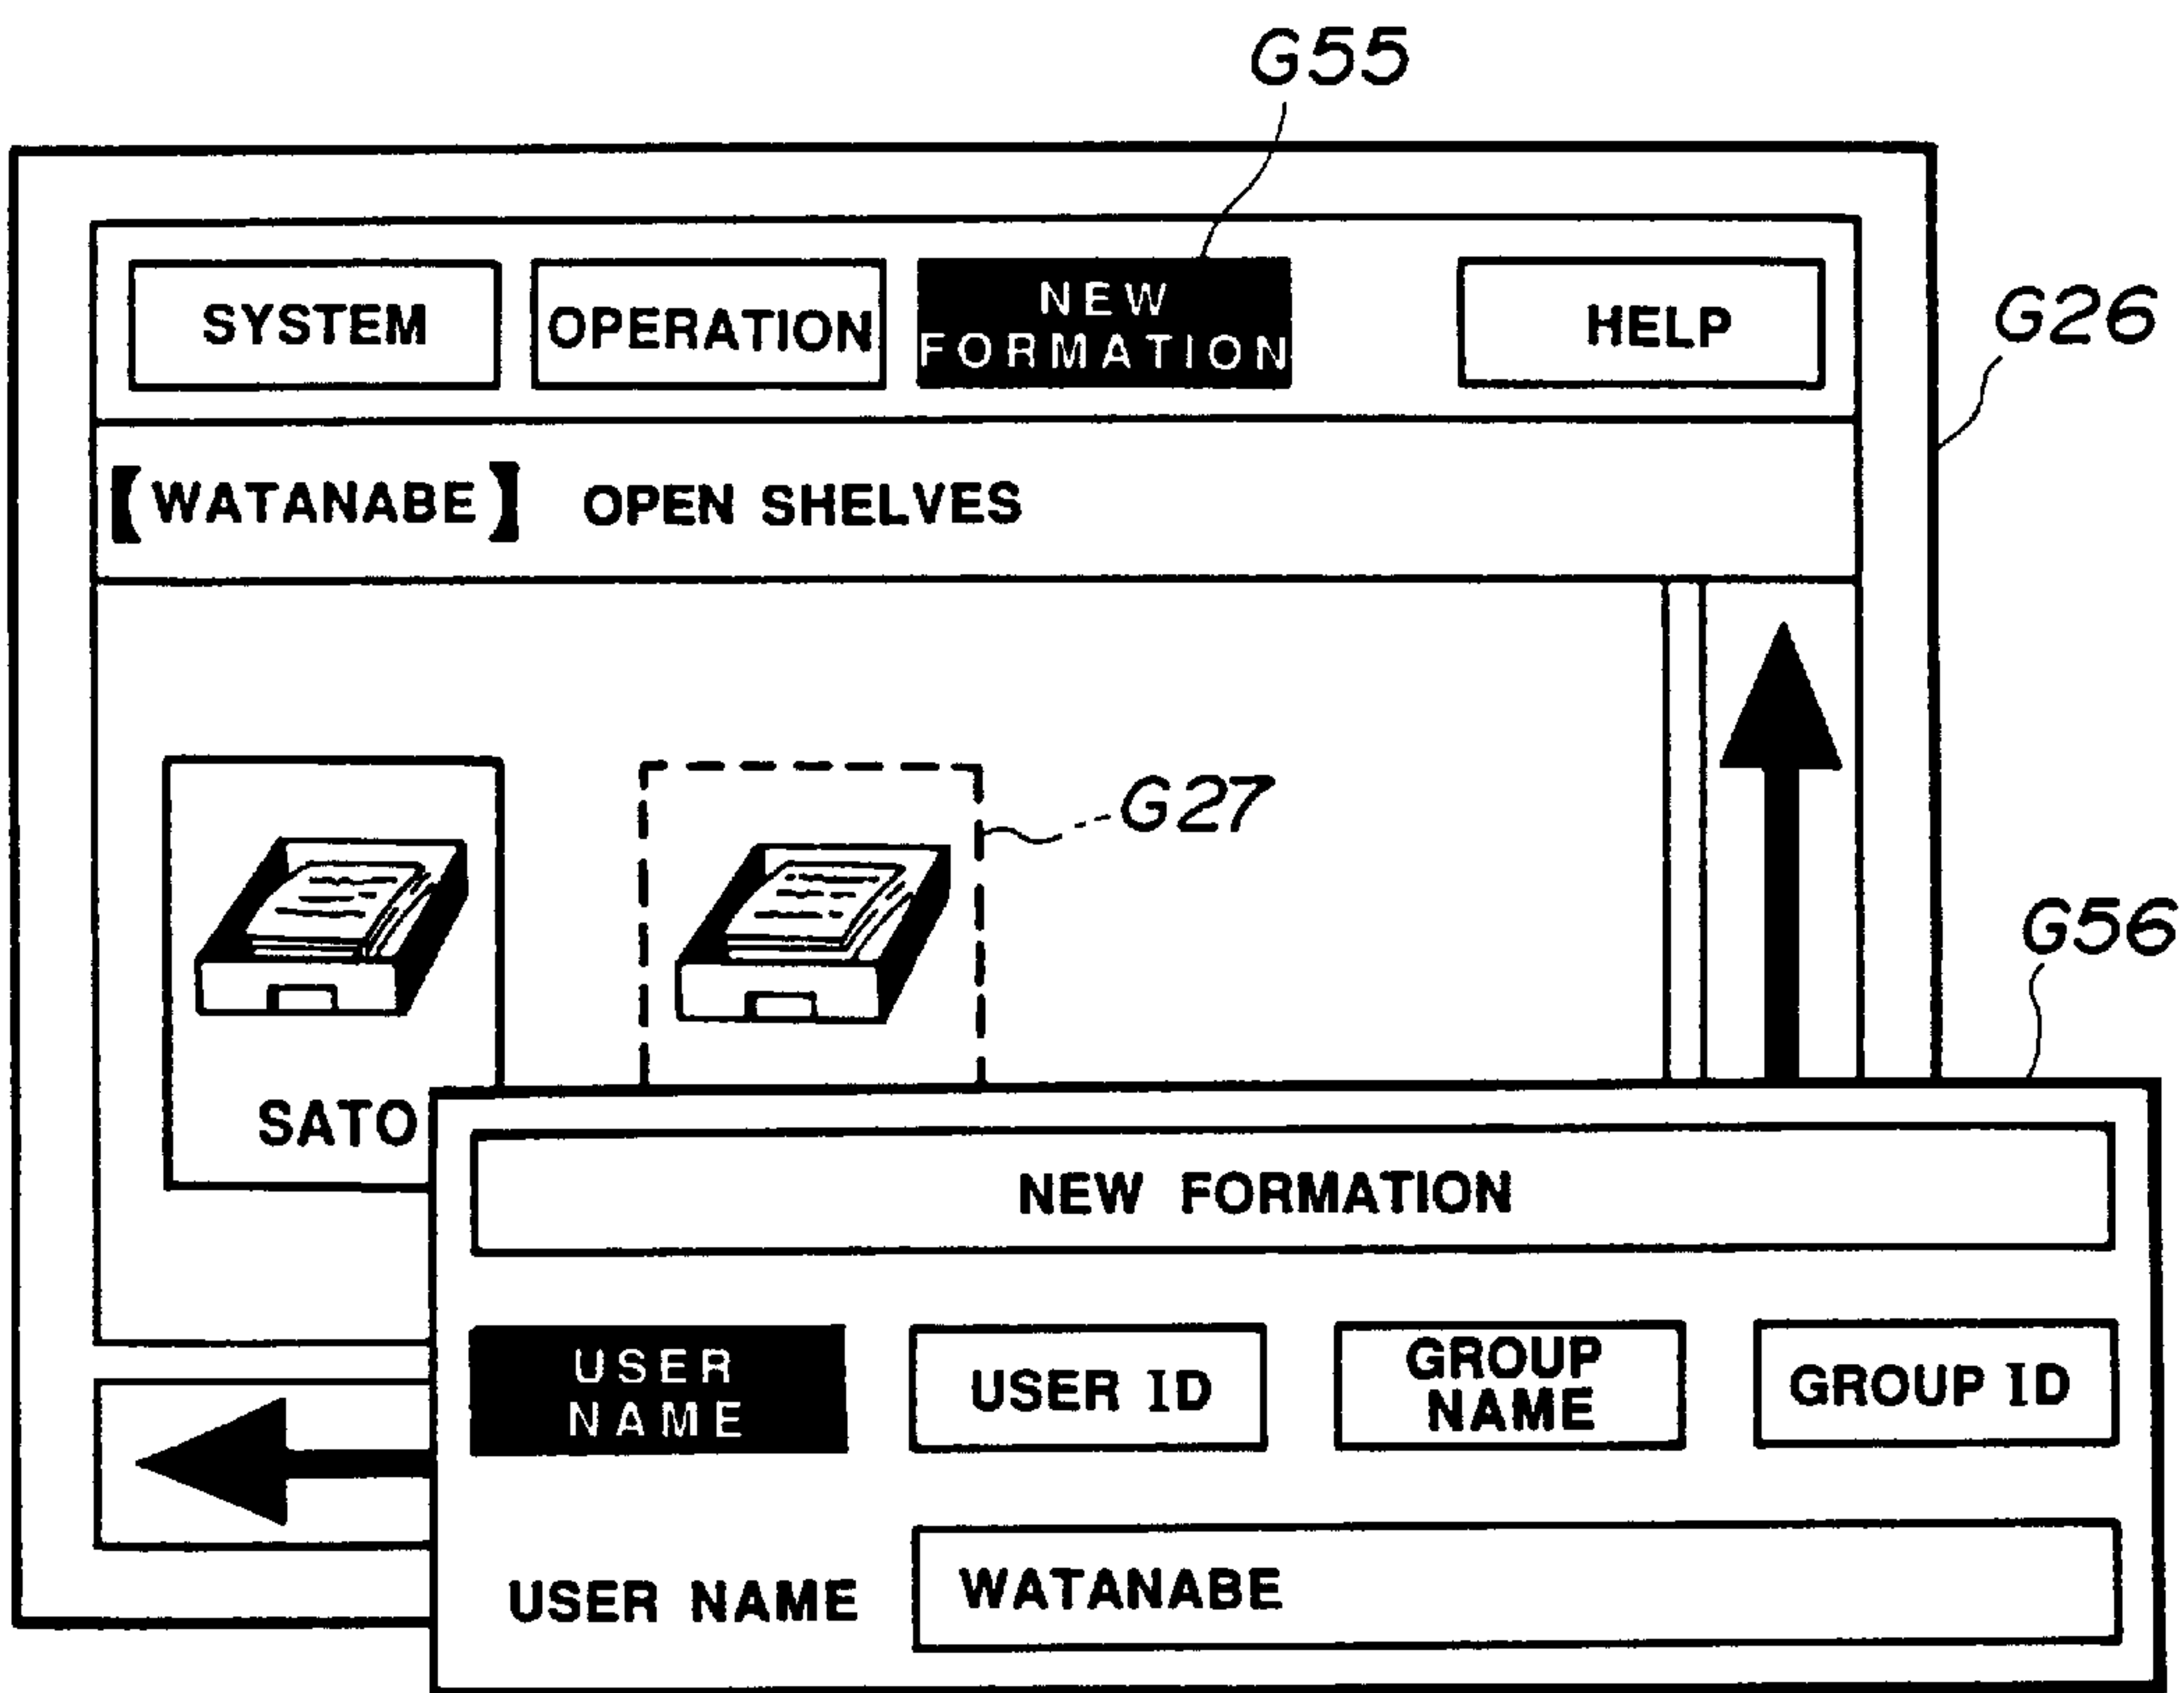 G55
SYSTEM
OPERATION
NEW
FORMATION
HELP
G26
【WATANABE】 OPEN SHELVES
G27
G56
SATO
NEW FORMATION
USER
NAME
USER ID
GROUP
NAME
GROUP ID
USER NAME
WATANABE